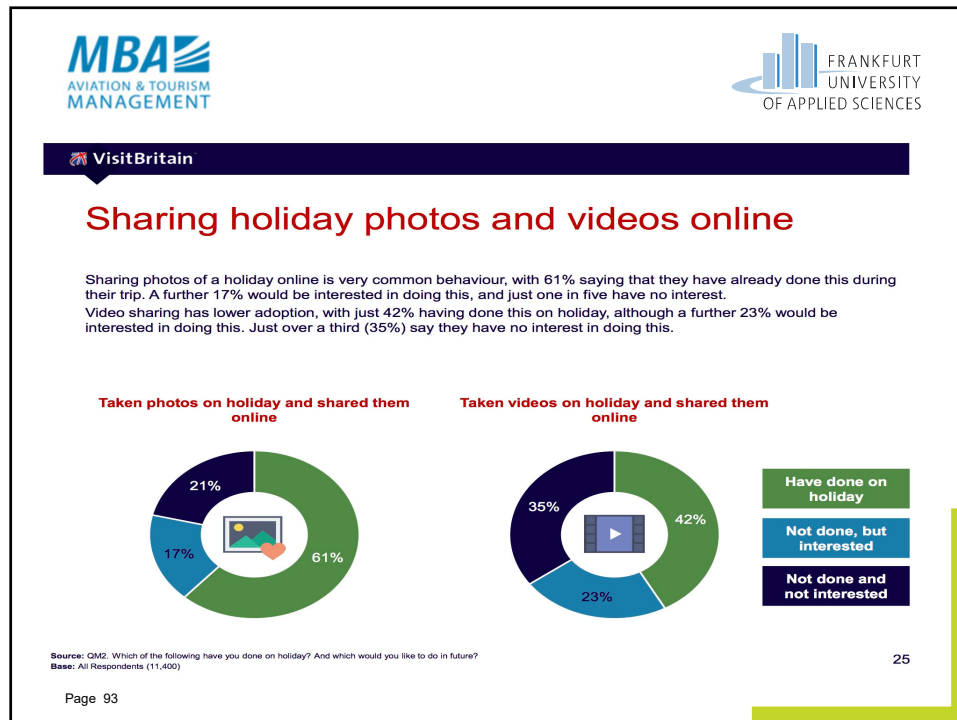 MBA
AVIATION & TOURISM
MANAGEMENT
FRANKFURT
UNIVERSITY
OF APPLIED SCIENCES
VisitBritain
Sharing holiday photos and videos online
Sharing photos of a holiday online is very common behaviour, with 61% saying that they have already done this during
their trip. A further 17% would be interested in doing this, and just one in five have no interest.
Video sharing has lower adoption, with just 42% having done this on holiday, although a further 23% would be
interested in doing this. Just over a third (35%) say they have no interest in doing this.
Taken photos on holiday and shared them
online
21%
17%
61%
Taken videos on holiday and shared them
online
35%
42%
23%
Have done on
holiday
Not done, but
interested
Not done and
not interested
Source: QM2. Which of the following have you done on holiday? And which would you like to do in future?
Base: All Respondents (11,400)
25
Page 93